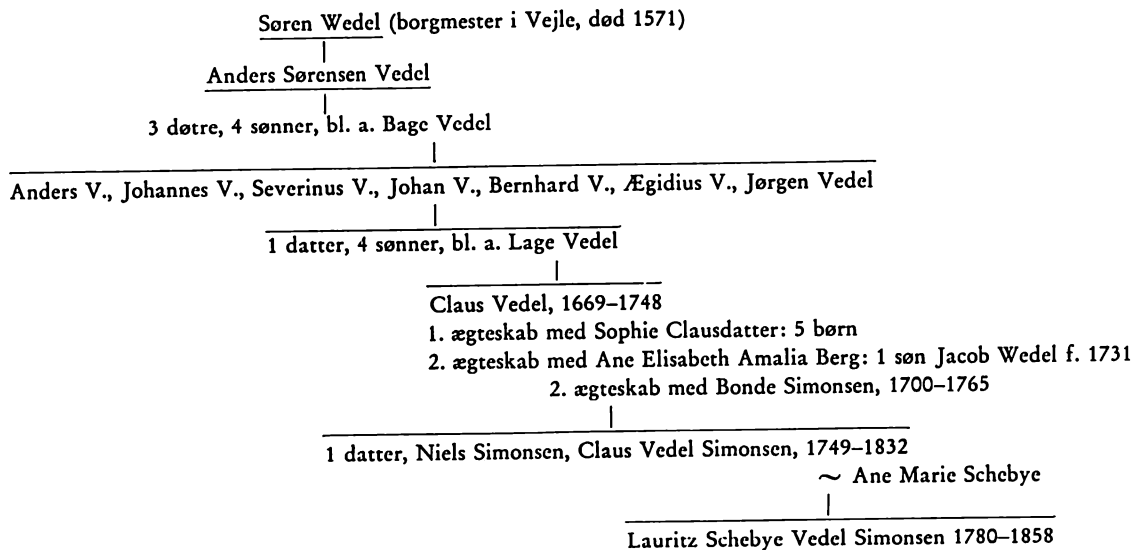 Søren Wedel (borgmester i Vejle, død 1571)
Anders Sørensen Vedel
3 døtre, 4 sønner, bl. a. Bage Vedel
Anders V., Johannes V., Severinus V., Johan V., Bernhard V., Ægidius V., Jørgen Vedel
1 datter, 4 sønner, bl. a. Lage Vedel
Claus Vedel, 1669–1748
1. ægteskab med Sophie Clausdatter: 5 børn
2. ægteskab med Ane Elisabeth Amalia Berg: 1 søn Jacob Wedel f. 1731
2. ægteskab med Bonde Simonsen, 1700–1765
1 datter, Niels Simonsen, Claus Vedel Simonsen, 1749–1832
~ Ane Marie Schebye
Lauritz Schebye Vedel Simonsen 1780–1858